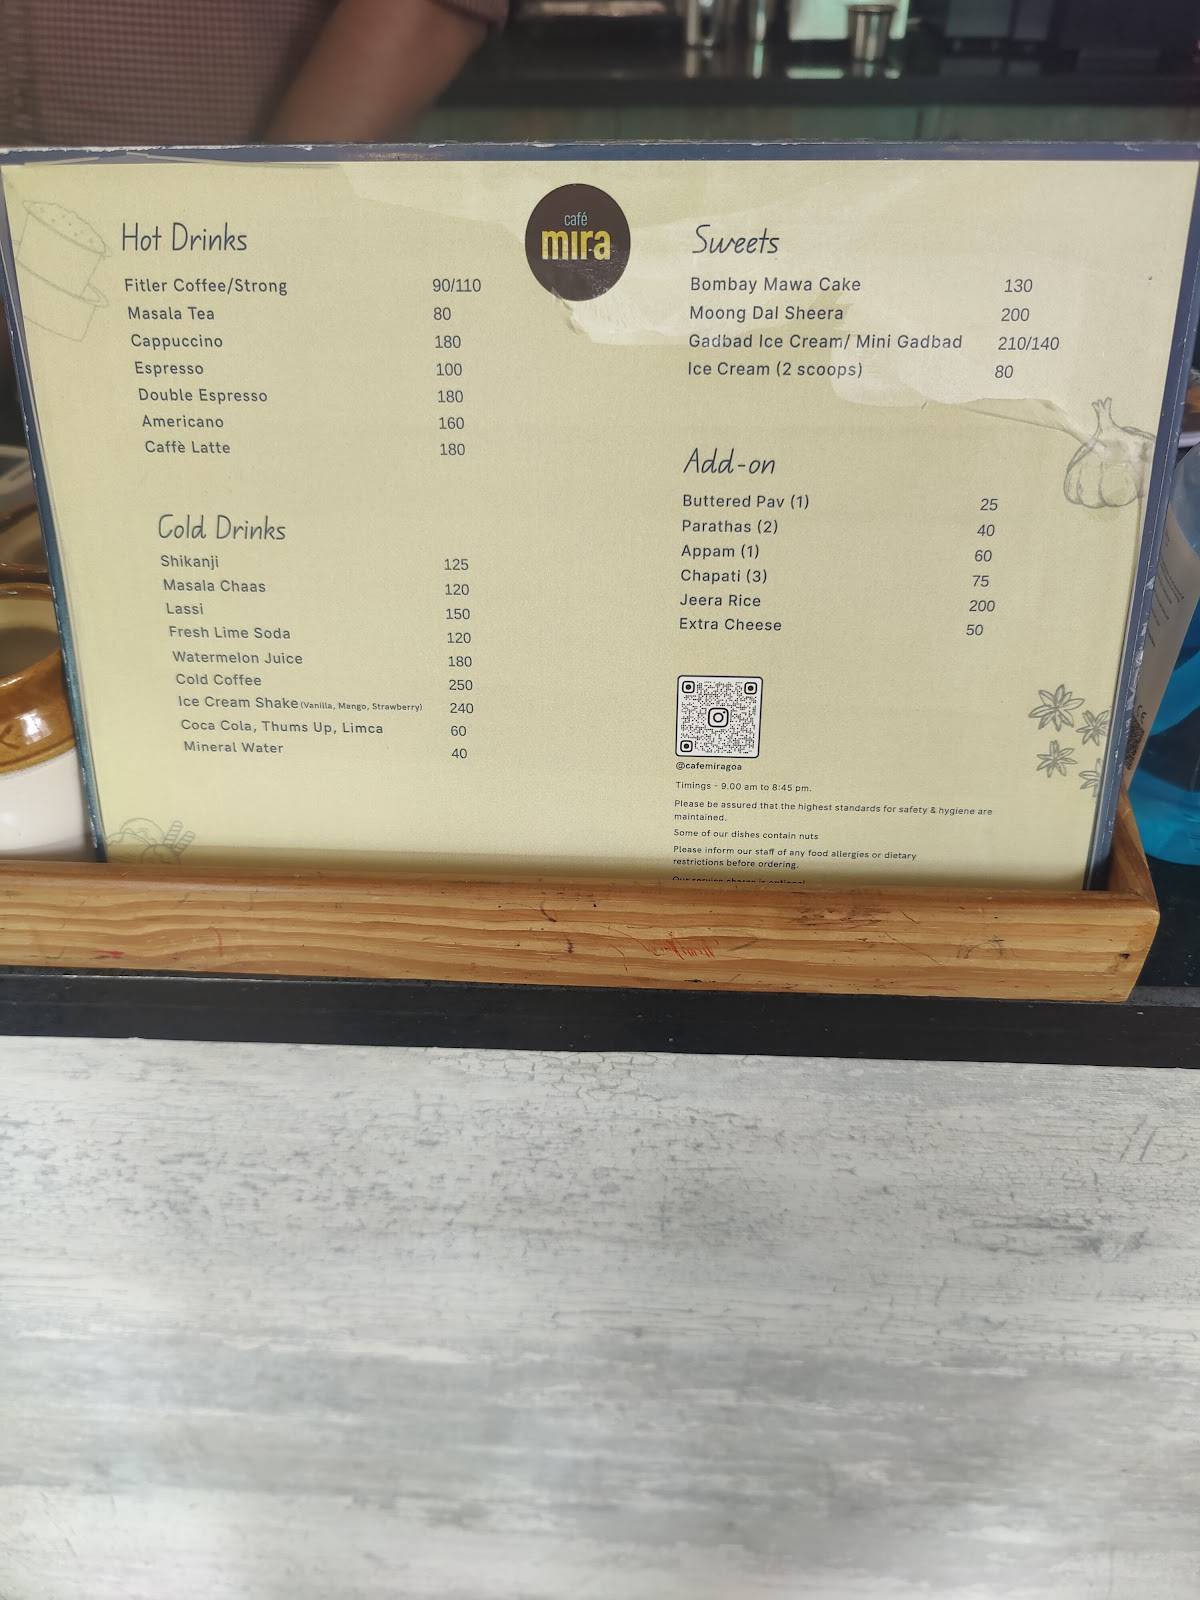 café
mira
Hot Drinks
Fitler Coffee/Strong 90/110
Masala Tea 80
Cappuccino 180
Espresso 100
Double Espresso 180
Americano 160
Caffè Latte 180
Cold Drinks
Shikanji 125
Masala Chaas 120
Lassi 150
Fresh Lime Soda 120
Watermelon Juice 180
Cold Coffee 250
Ice Cream Shake (Vanilla, Mango, Strawberry) 240
Coca Cola, Thums Up, Limca 60
Mineral Water 40
Sweets
Bombay Mawa Cake 130
Moong Dal Sheera 200
Gadbad Ice Cream/ Mini Gadbad 210/140
Ice Cream (2 scoops) 80
Add-on
Buttered Pav (1) 25
Parathas (2) 40
Appam (1) 60
Chapati (3) 75
Jeera Rice 200
Extra Cheese 50
@cafemiragoa
Timings - 9.00 am to 8:45 pm.
Please be assured that the highest standards for safety & hygiene are
maintained.
Some of our dishes contain nuts
Please inform our staff of any food allergies or dietary
restrictions before ordering.
Our service charge is optional